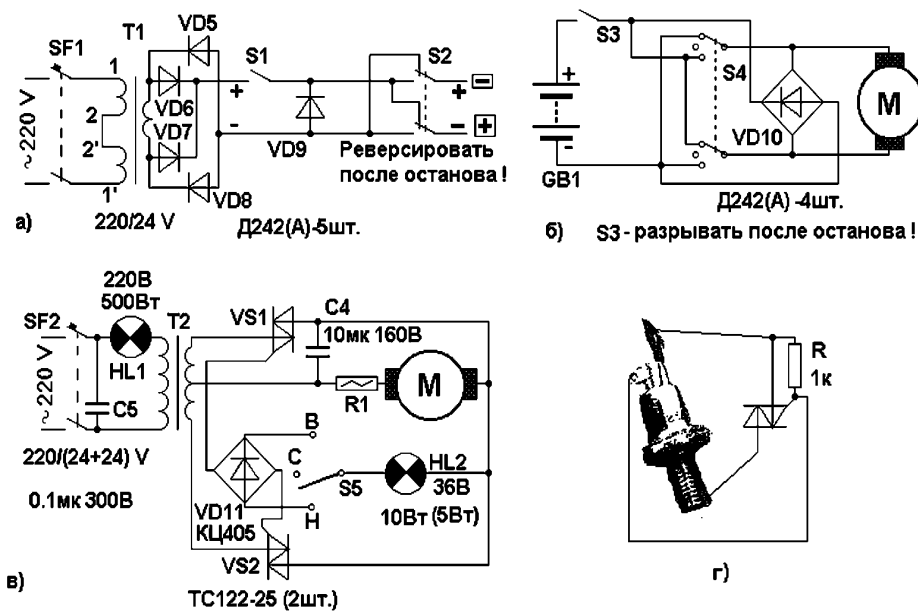 SF1
~220 V
1
2
2'
1'
T1
220/24 V
VD5
VD6
VD7
VD8
+
-
S1
VD9
S2
+ -
- +
Реверсировать
после останова !
Д242(А)-5шт.
а)
S3
+
-
GB1
S4
VD10
M
Д242(А) -4шт.
б) S3 - разрывать после останова !
220В
500Вт
SF2
T2
~220 V
HL1
C5
220/(24+24) V
0.1мк 300В
VS1
C4
10мк 160В
R1
M
В
С
Н
S5
HL2
36В
10Вт (5Вт)
VD11
КЦ405
VS2
в)
ТС122-25 (2шт.)
R
1к
г)